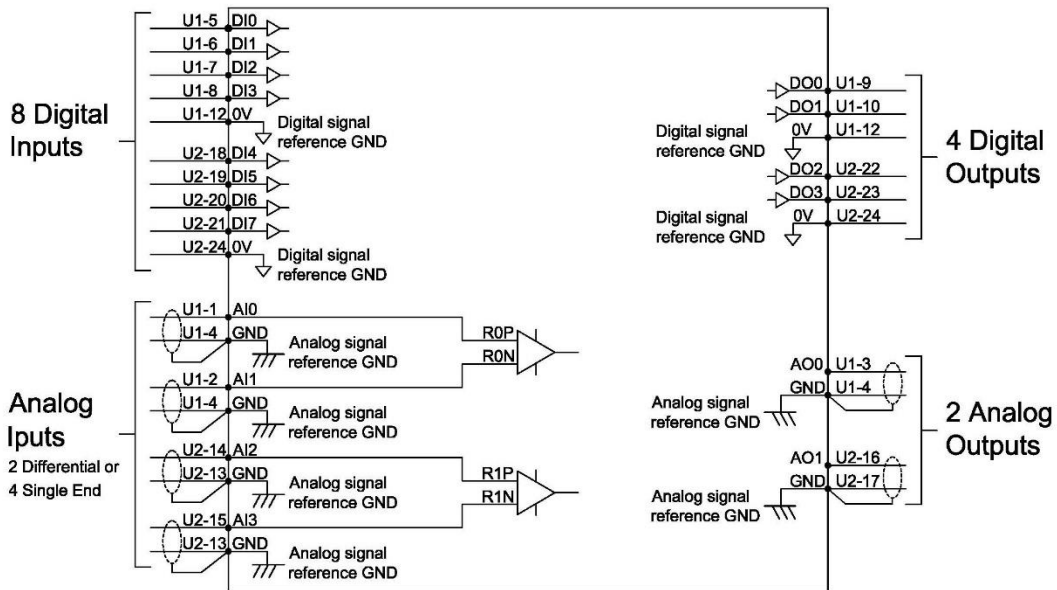 8 Digital
Inputs
U1-5 DI0
U1-6 DI1
U1-7 DI2
U1-8 DI3
U1-12 0V
Digital signal
reference GND
U2-18 DI4
U2-19 DI5
U2-20 DI6
U2-21 DI7
U2-24 0V
Digital signal
reference GND
Analog
Iputs
2 Differential or
4 Single End
U1-1 AI0
U1-4 GND
Analog signal
reference GND
U1-2 AI1
U1-4 GND
Analog signal
reference GND
R0P
R0N
U2-14 AI2
U2-13 GND
Analog signal
reference GND
U2-15 AI3
U2-13 GND
Analog signal
reference GND
R1P
R1N
DO0 U1-9
DO1 U1-10
0V U1-12
Digital signal
reference GND
DO2 U2-22
DO3 U2-23
0V U2-24
Digital signal
reference GND
4 Digital
Outputs
AO0 U1-3
GND U1-4
Analog signal
reference GND
AO1 U2-16
GND U2-17
Analog signal
reference GND
2 Analog
Outputs